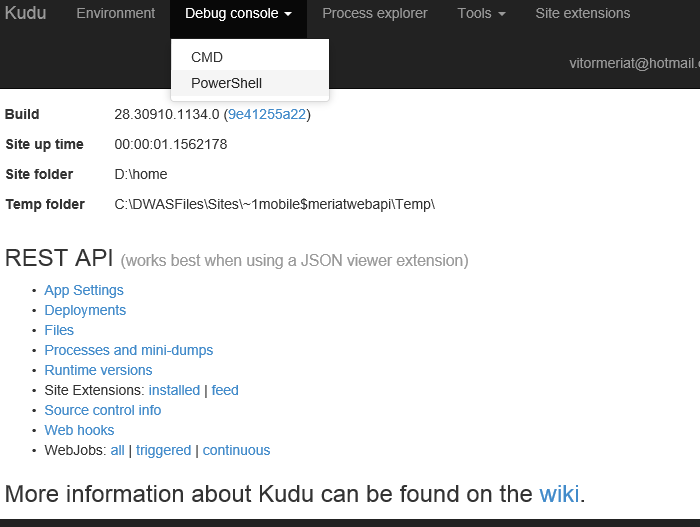 Kudu Environment Debug console Process explorer Tools Site extensions
CMD
vitormeriat@hotmail.
PowerShell
Build 28.30910.1134.0 (9e41255a22)
Site up time 00:00:01.1562178
Site folder D:\home
Temp folder C:\DWASFiles\Sites\~1mobile$meriatwebapi\Temp\
REST API (works best when using a JSON viewer extension)
• App Settings
• Deployments
• Files
• Processes and mini-dumps
• Runtime versions
• Site Extensions: installed | feed
• Source control info
• Web hooks
• WebJobs: all | triggered | continuous
More information about Kudu can be found on the wiki.